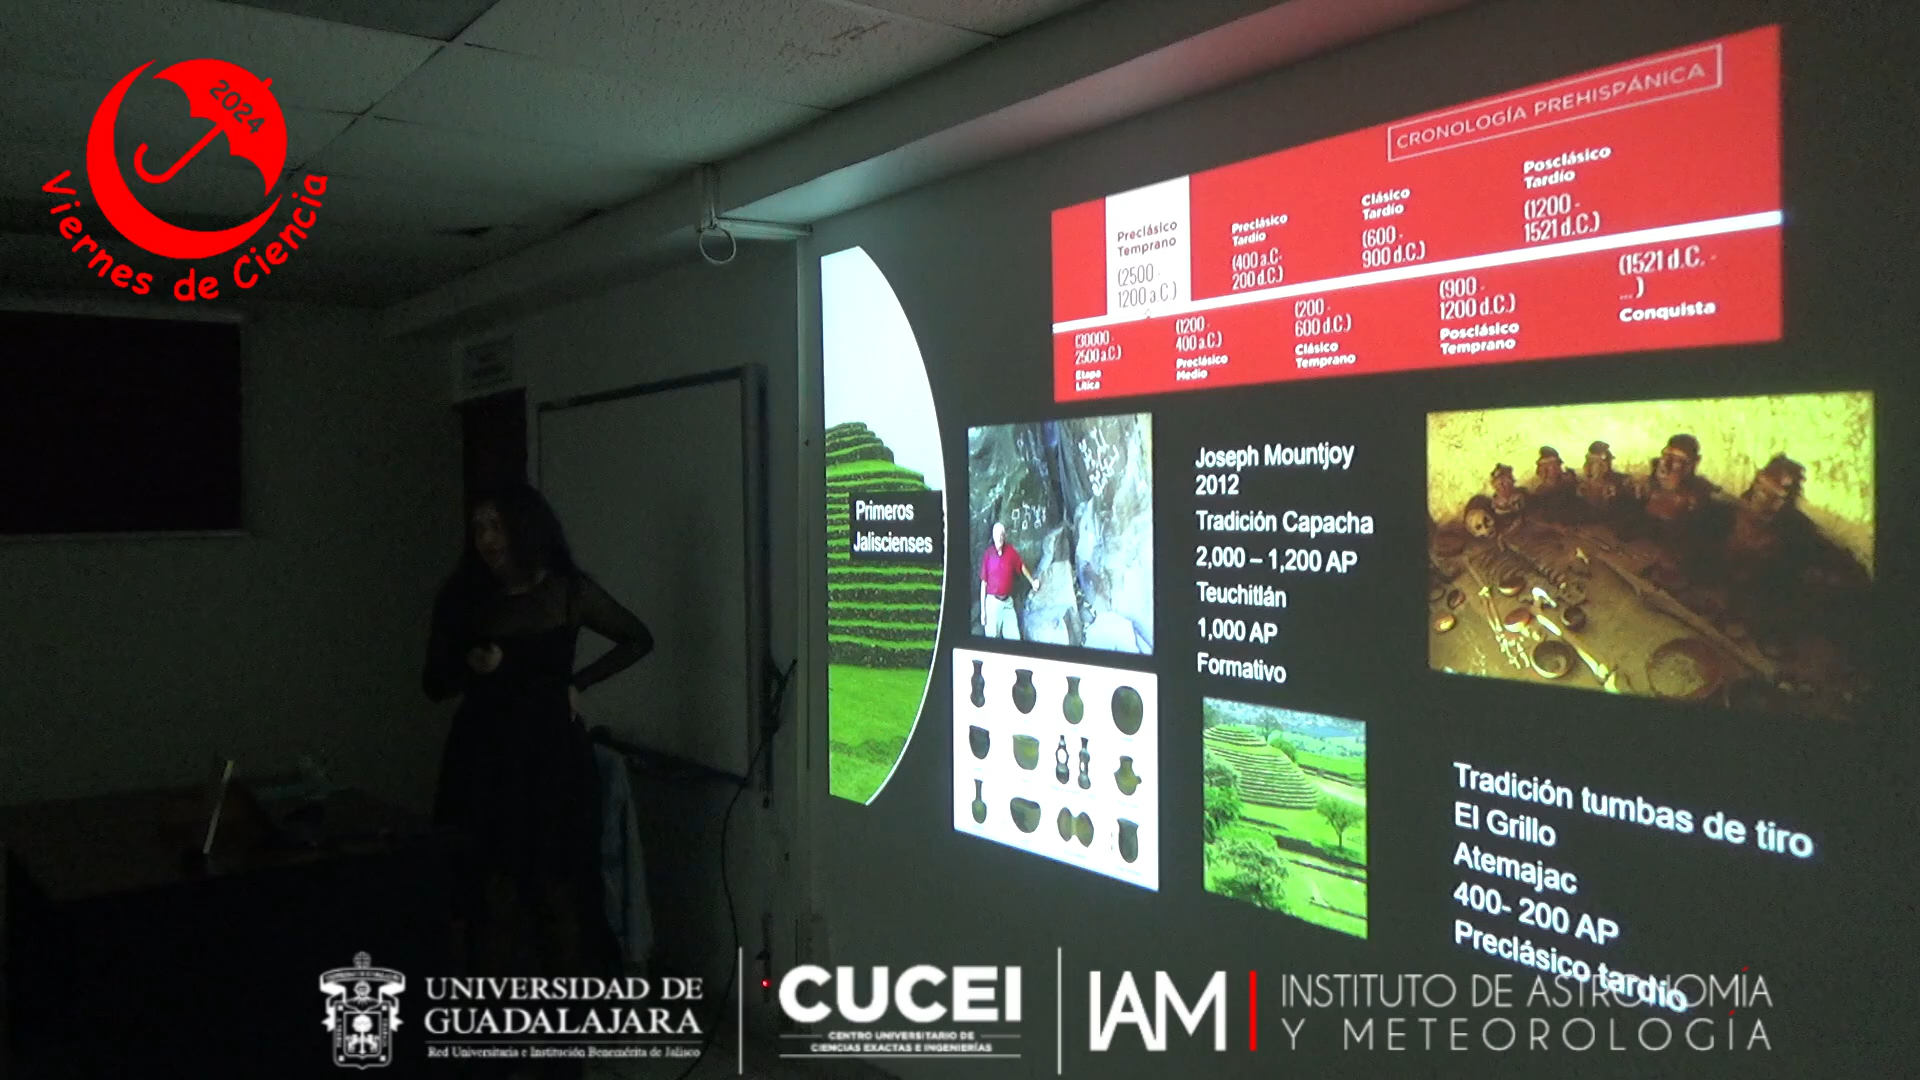 2024
Viernes de Ciencia
CRONOLOGÍA PREHISPÁNICA
Preclásico
Temprano
(2500 -
1200 a.C.)
Preclásico
Tardío
(400 a.C-
200 d.C.)
Clásico
Tardío
(600 -
900 d.C.)
Posclásico
Tardío
(1200 -
1521 d.C.)
(30000 -
2500 a.C.)
Etapa
Lítica
(1200 -
400 a.C.)
Preclásico
Medio
(200 -
600 d.C.)
Clásico
Temprano
(900 -
1200 d.C.)
Posclásico
Temprano
(1521 d.C. -
... )
Conquista
Primeros
Jaliscienses
Joseph Mountjoy
2012
Tradición Capacha
2,000 – 1,200 AP
Teuchitlán
1,000 AP
Formativo
Tradición tumbas de tiro
El Grillo
Atemajac
400- 200 AP
Preclásico tardío
UNIVERSIDAD DE
GUADALAJARA
Red Universitaria e Institución Benemérita de Jalisco
CUCEI
CENTRO UNIVERSITARIO DE
CIENCIAS EXACTAS E INGENIERÍAS
IAM
INSTITUTO DE ASTRONOMÍA
Y METEOROLOGÍA